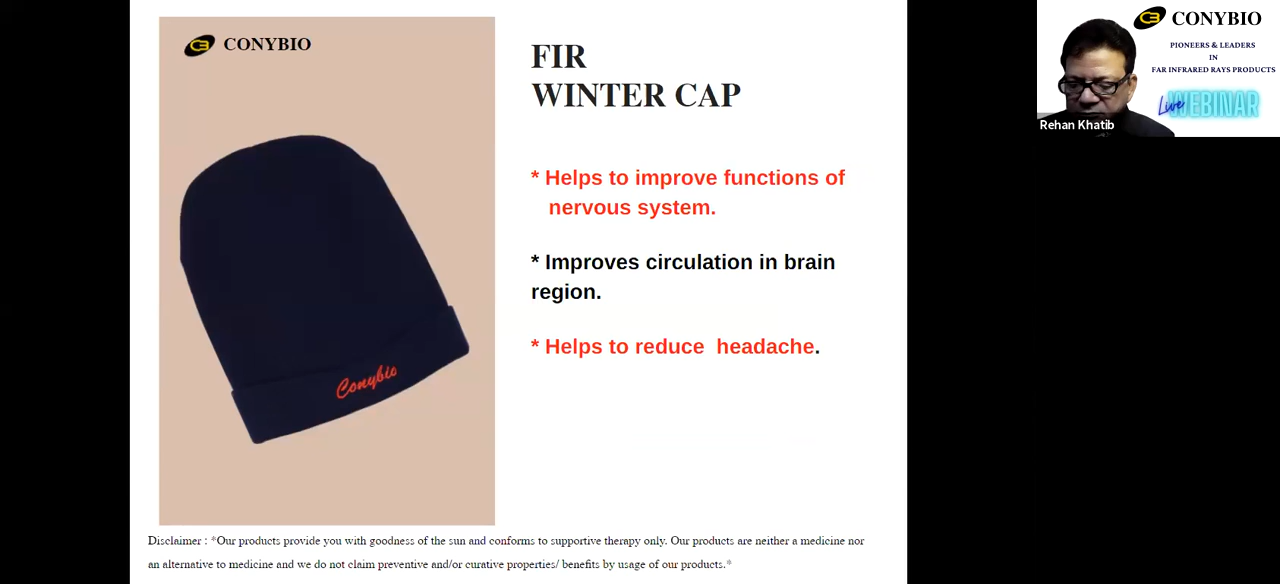 CONYBIO
FIR
WINTER CAP
* Helps to improve functions of
nervous system.
* Improves circulation in brain
region.
* Helps to reduce headache.
Conybio
Disclaimer : *Our products provide you with goodness of the sun and conforms to supportive therapy only. Our products are neither a medicine nor
an alternative to medicine and we do not claim preventive and/or curative properties/ benefits by usage of our products.*
CB CONYBIO
PIONEERS & LEADERS
IN
FAR INFRARED RAYS PRODUCTS
Live WEBINAR
Rehan Khatib